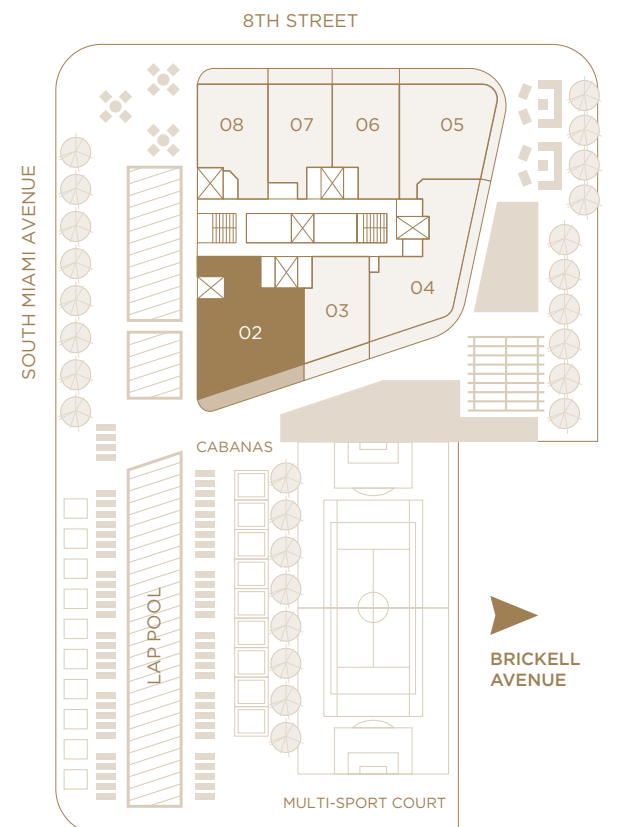 8TH STREET
SOUTH MIAMI AVENUE
08
07
06
05
04
03
02
CABANAS
LAP POOL
BRICKELL
AVENUE
MULTI-SPORT COURT